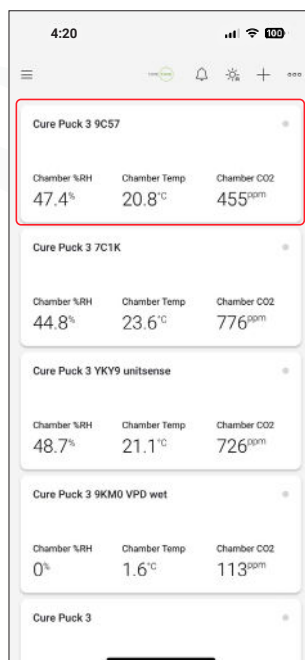 4:20
100
Cure Puck 3 9C57
Chamber %RH Chamber Temp Chamber CO2
47.4% 20.8°C 455ppm
Cure Puck 3 7C1K
Chamber %RH Chamber Temp Chamber CO2
44.8% 23.6°C 776ppm
Cure Puck 3 YKY9 unitsense
Chamber %RH Chamber Temp Chamber CO2
48.7% 21.1°C 726ppm
Cure Puck 3 9KM0 VPD wet
Chamber %RH Chamber Temp Chamber CO2
0% 1.6°C 113ppm
Cure Puck 3